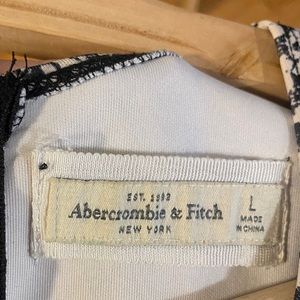 EST. 1892
Abercrombie & Fitch
NEW YORK
L
MADE
IN CHINA